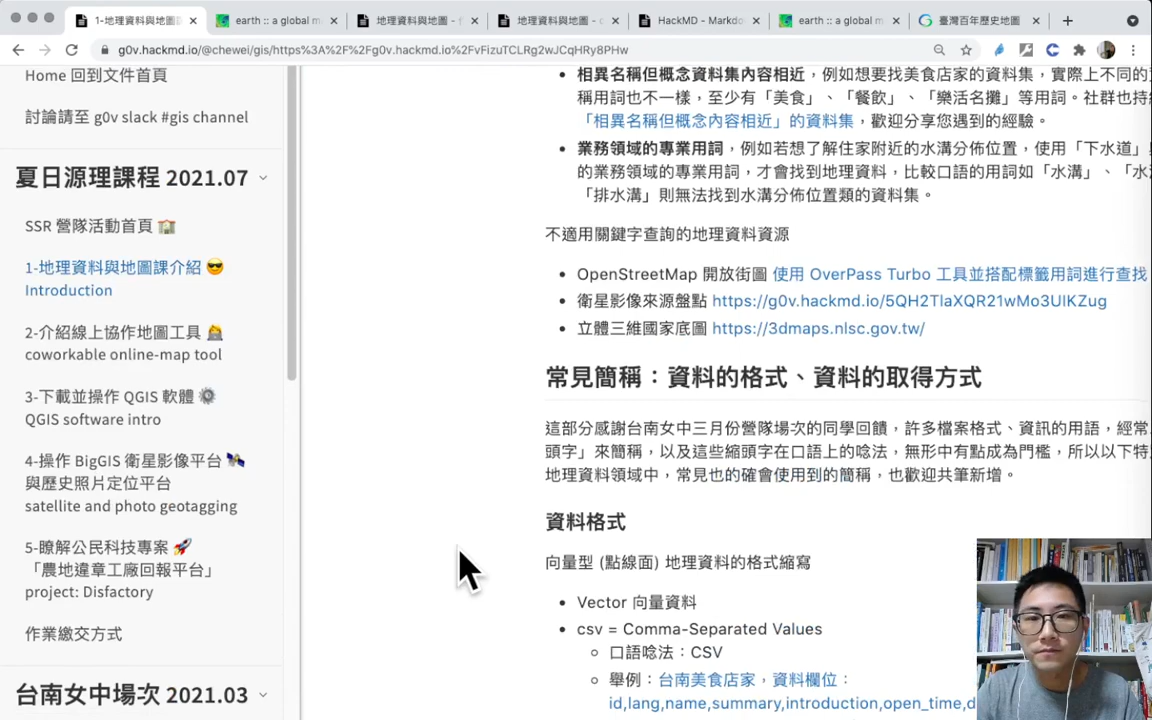 1-地理資料與地圖課
earth :: a global m
地理資料與地圖 -
地理資料與地圖 -
HackMD - Markdo
earth :: a global m
臺灣百年歷史地圖
g0v.hackmd.io/@chewei/gis/https%3A%2F%2Fg0v.hackmd.io%2FvFizuTCLRg2wJCqHRy8PHw
Home 回到文件首頁
討論請至 g0v slack #gis channel
夏日源理課程 2021.07
SSR 營隊活動首頁 🏫
1-地理資料與地圖課介紹 😎
Introduction
2-介紹線上協作地圖工具 👩‍💻
coworkable online-map tool
3-下載並操作 QGIS 軟體 ⚙️
QGIS software intro
4-操作 BigGIS 衛星影像平台 🛰
與歷史照片定位平台
satellite and photo geotagging
5-瞭解公民科技專案 🚀
「農地違章工廠回報平台」
project: Disfactory
作業繳交方式
台南女中場次 2021.03
相異名稱但概念資料集內容相近，例如想要找美食店家的資料集，實際上不同的
稱用詞也不一樣，至少有「美食」、「餐飲」、「樂活名攤」等用詞。社群也持
「相異名稱但概念內容相近」的資料集，歡迎分享您遇到的經驗。
業務領域的專業用詞，例如若想了解住家附近的水溝分佈位置，使用「下水道」
的業務領域的專業用詞，才會找到地理資料，比較口語的用詞如「水溝」、「水
「排水溝」則無法找到水溝分佈位置類的資料集。
不適用關鍵字查詢的地理資料資源
OpenStreetMap 開放街圖 使用 OverPass Turbo 工具並搭配標籤用詞進行查找
衛星影像來源盤點 https://g0v.hackmd.io/5QH2TlaXQR21wMo3UIKZug
立體三維國家底圖 https://3dmaps.nlsc.gov.tw/
常見簡稱：資料的格式、資料的取得方式
這部分感謝台南女中三月份營隊場次的同學回饋，許多檔案格式、資訊的用語，經常
頭字」來簡稱，以及這些縮頭字在口語上的唸法，無形中有點成為門檻，所以以下特
地理資料領域中，常見也的確會使用到的簡稱，也歡迎共筆新增。
資料格式
向量型 (點線面) 地理資料的格式縮寫
Vector 向量資料
csv = Comma-Separated Values
口語唸法：CSV
舉例：台南美食店家，資料欄位：
id,lang,name,summary,introduction,open_time,d